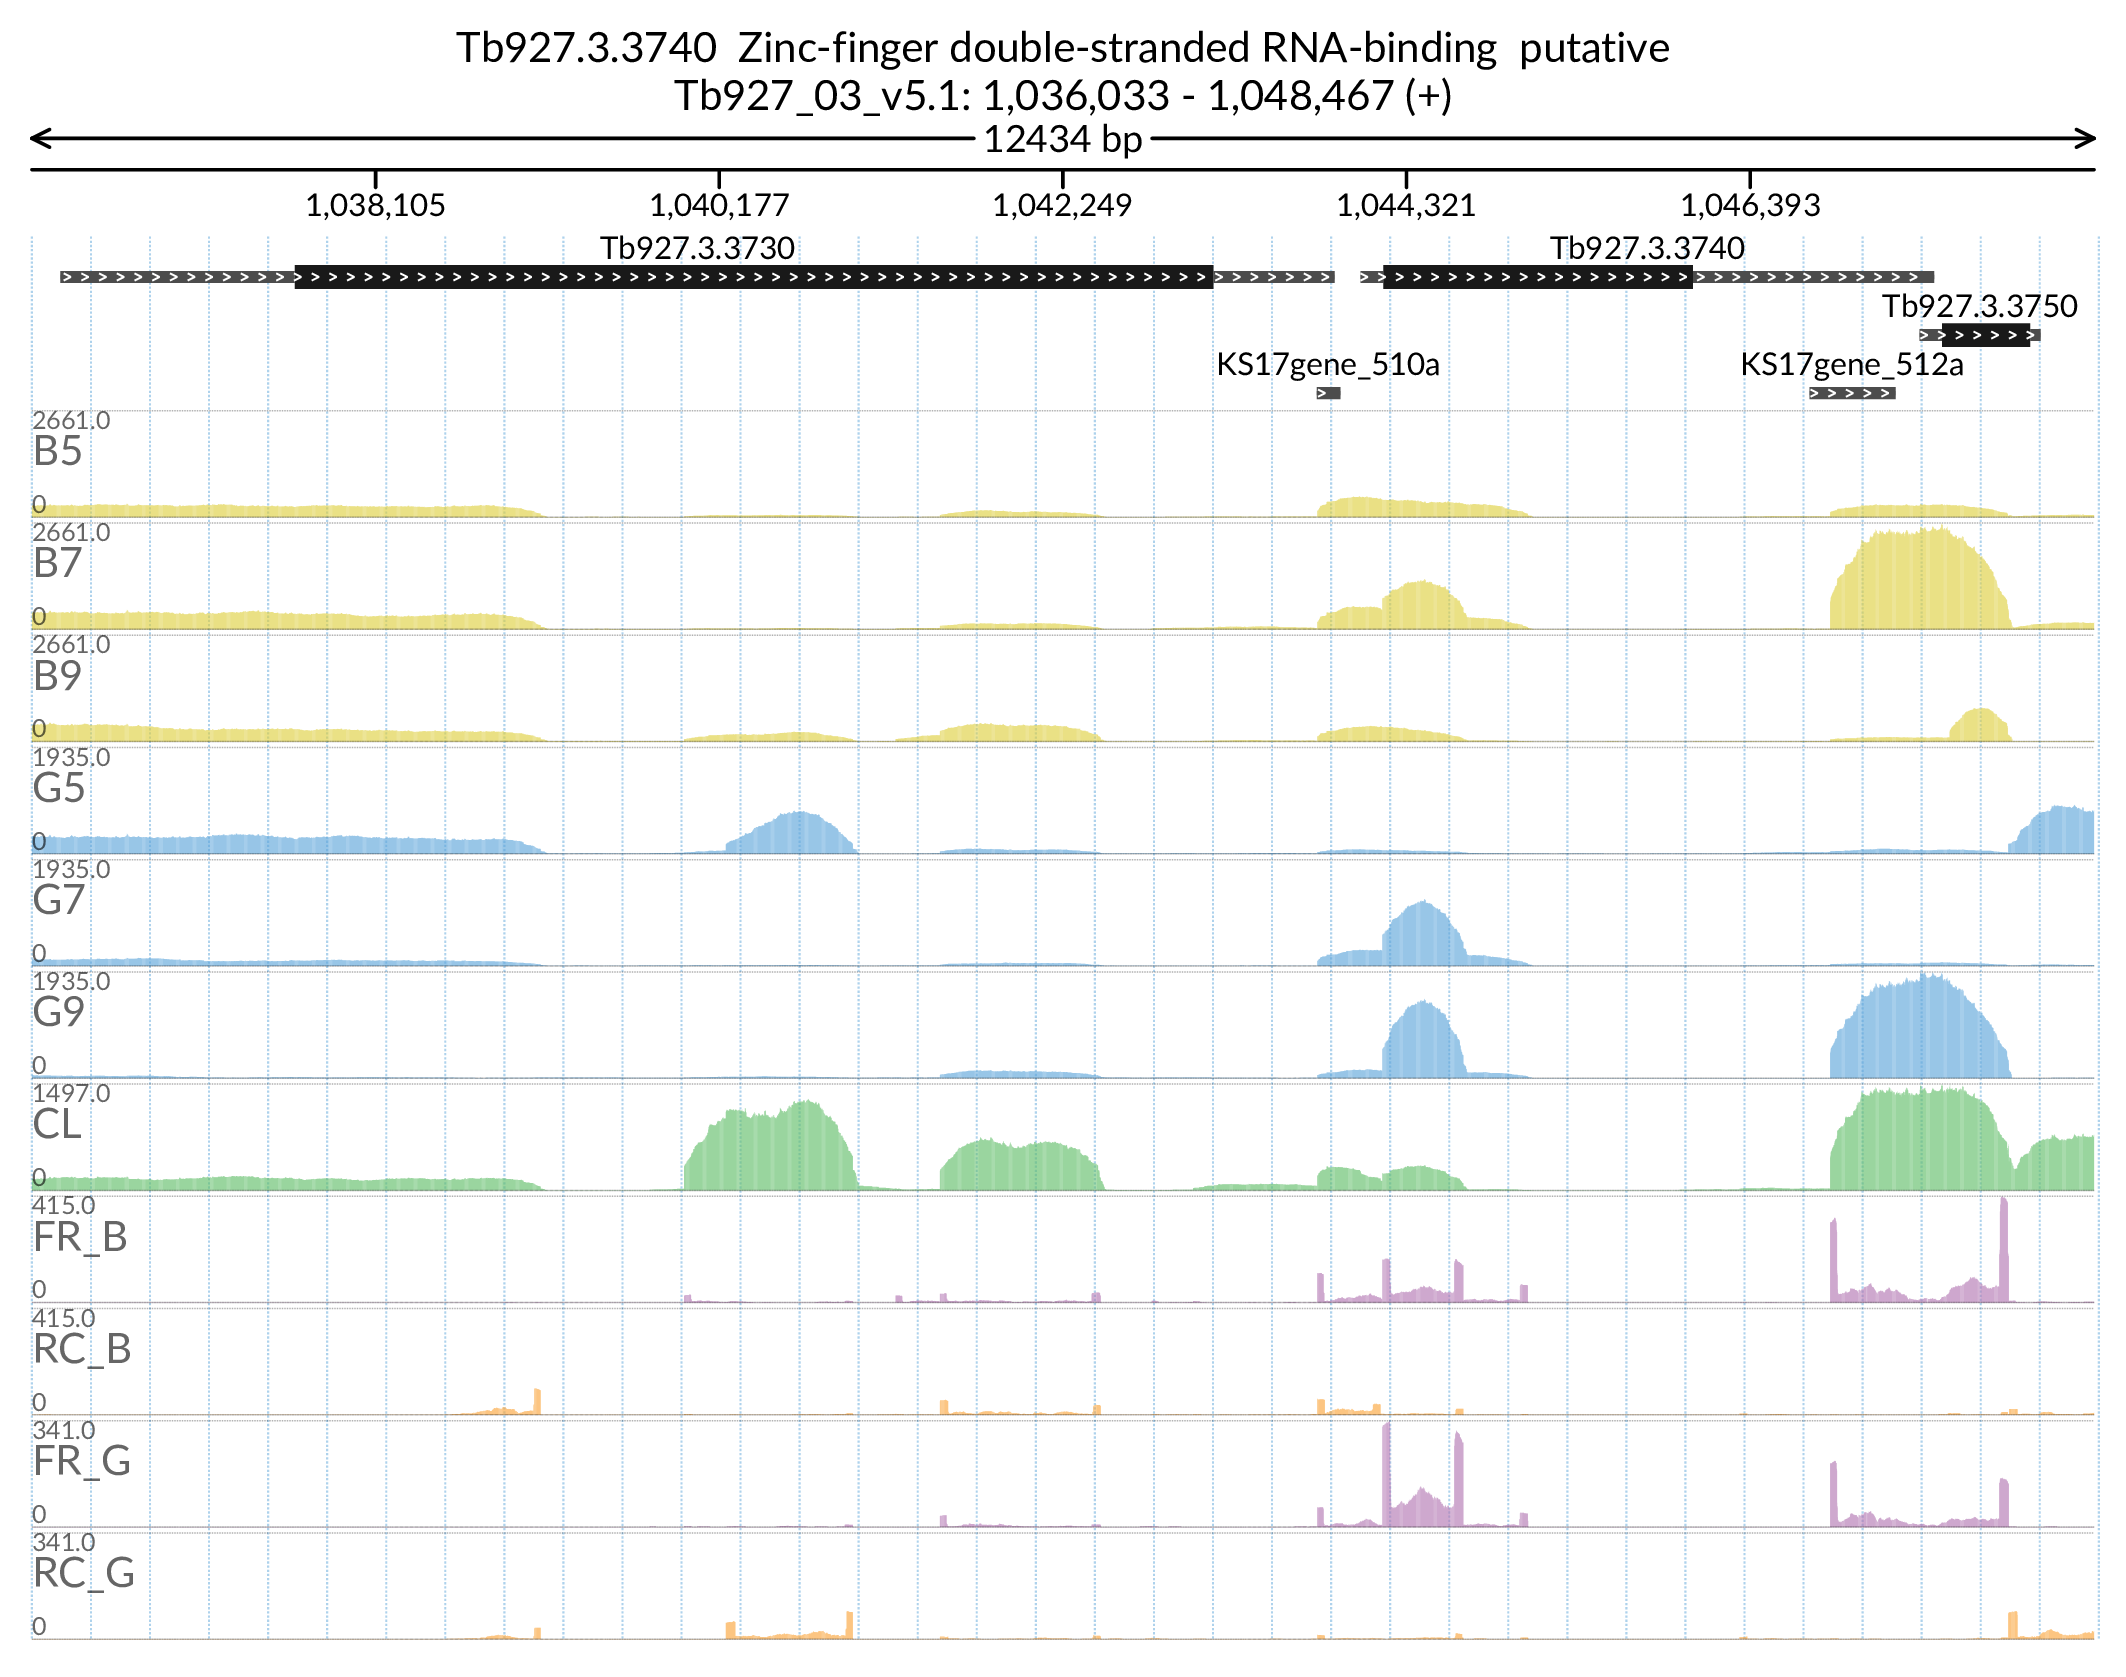 Tb927.3.3740  Zinc-finger double-stranded RNA-binding  putative
Tb927_03_v5.1: 1,036,033 - 1,048,467 (+)
12434 bp
1,038,105 1,040,177 1,042,249 1,044,321 1,046,393
Tb927.3.3730 Tb927.3.3740
Tb927.3.3750
KS17gene_510a KS17gene_512a
2661.0
B5
0
2661.0
B7
0
2661.0
B9
0
1935.0
G5
0
1935.0
G7
0
1935.0
G9
0
1497.0
CL
0
415.0
FR_B
0
415.0
RC_B
0
341.0
FR_G
0
341.0
RC_G
0